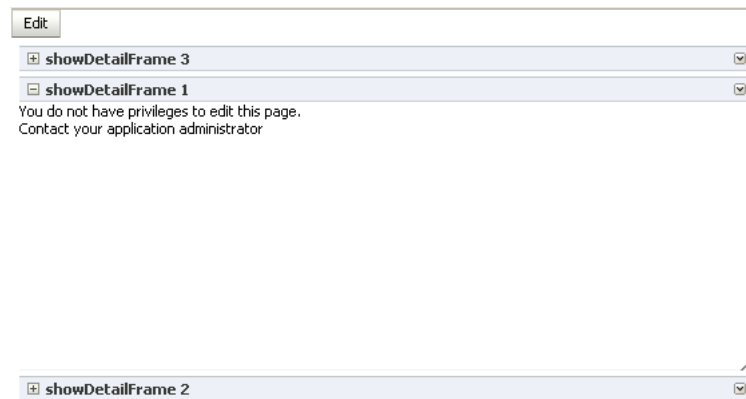 Edit
showDetailFrame 3
showDetailFrame 1
You do not have privileges to edit this page.
Contact your application administrator
showDetailFrame 2